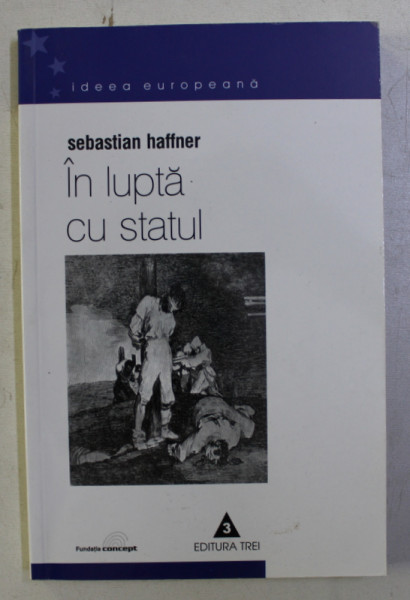 ideea europeană
sebastian haffner
În luptă
cu statul
3
Fundația concept
EDITURA TREI